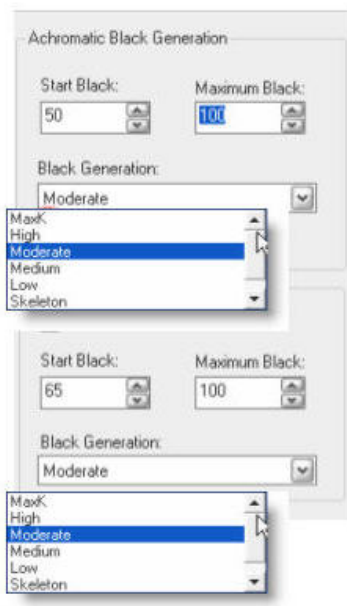 Achromatic Black Generation
Start Black: Maximum Black:
50 100
Black Generation:
Moderate
MaxK
High
Moderate
Medium
Low
Skeleton
Start Black: Maximum Black:
65 100
Black Generation:
Moderate
MaxK
High
Moderate
Medium
Low
Skeleton